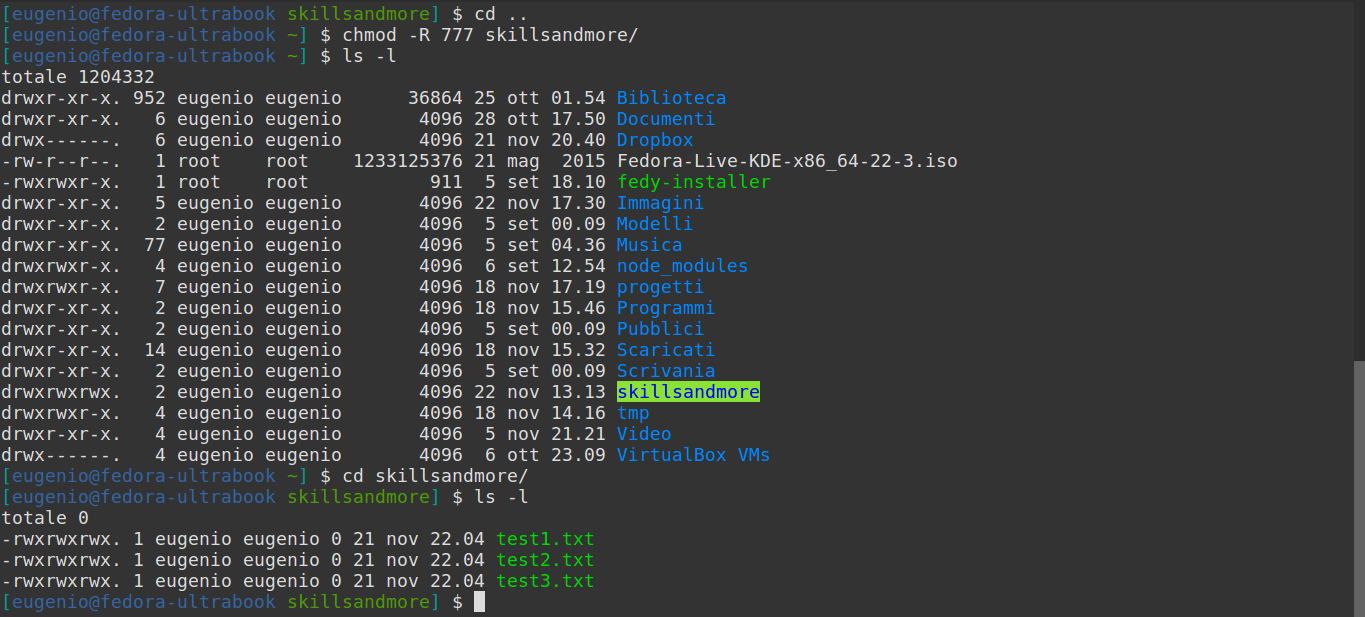 [eugenio@fedora-ultrabook skillsandmore] $ cd ..
[eugenio@fedora-ultrabook ~] $ chmod -R 777 skillsandmore/
[eugenio@fedora-ultrabook ~] $ ls -l
totale 1204332
drwxr-xr-x. 952 eugenio eugenio      36864 25 ott 01.54 Biblioteca
drwxr-xr-x.   6 eugenio eugenio       4096 28 ott 17.50 Documenti
drwx------.   6 eugenio eugenio       4096 21 nov 20.40 Dropbox
-rw-r--r--.   1 root    root    1233125376 21 mag  2015 Fedora-Live-KDE-x86_64-22-3.iso
-rwxrwxr-x.   1 root    root           911  5 set 18.10 fedy-installer
drwxr-xr-x.   5 eugenio eugenio       4096 22 nov 17.30 Immagini
drwxr-xr-x.   2 eugenio eugenio       4096  5 set 00.09 Modelli
drwxr-xr-x.  77 eugenio eugenio       4096  5 set 04.36 Musica
drwxrwxr-x.   4 eugenio eugenio       4096  6 set 12.54 node_modules
drwxrwxr-x.   7 eugenio eugenio       4096 18 nov 17.19 progetti
drwxrwxr-x.   2 eugenio eugenio       4096 18 nov 15.46 Programmi
drwxr-xr-x.   2 eugenio eugenio       4096  5 set 00.09 Pubblici
drwxr-xr-x.  14 eugenio eugenio       4096 18 nov 15.32 Scaricati
drwxr-xr-x.   2 eugenio eugenio       4096  5 set 00.09 Scrivania
drwxrwxrwx.   2 eugenio eugenio       4096 22 nov 13.13 skillsandmore
drwxrwxr-x.   4 eugenio eugenio       4096 18 nov 14.16 tmp
drwxr-xr-x.   4 eugenio eugenio       4096  5 nov 21.21 Video
drwx------.   4 eugenio eugenio       4096  6 ott 23.09 VirtualBox VMs
[eugenio@fedora-ultrabook ~] $ cd skillsandmore/
[eugenio@fedora-ultrabook skillsandmore] $ ls -l
totale 0
-rwxrwxrwx. 1 eugenio eugenio 0 21 nov 22.04 test1.txt
-rwxrwxrwx. 1 eugenio eugenio 0 21 nov 22.04 test2.txt
-rwxrwxrwx. 1 eugenio eugenio 0 21 nov 22.04 test3.txt
[eugenio@fedora-ultrabook skillsandmore] $